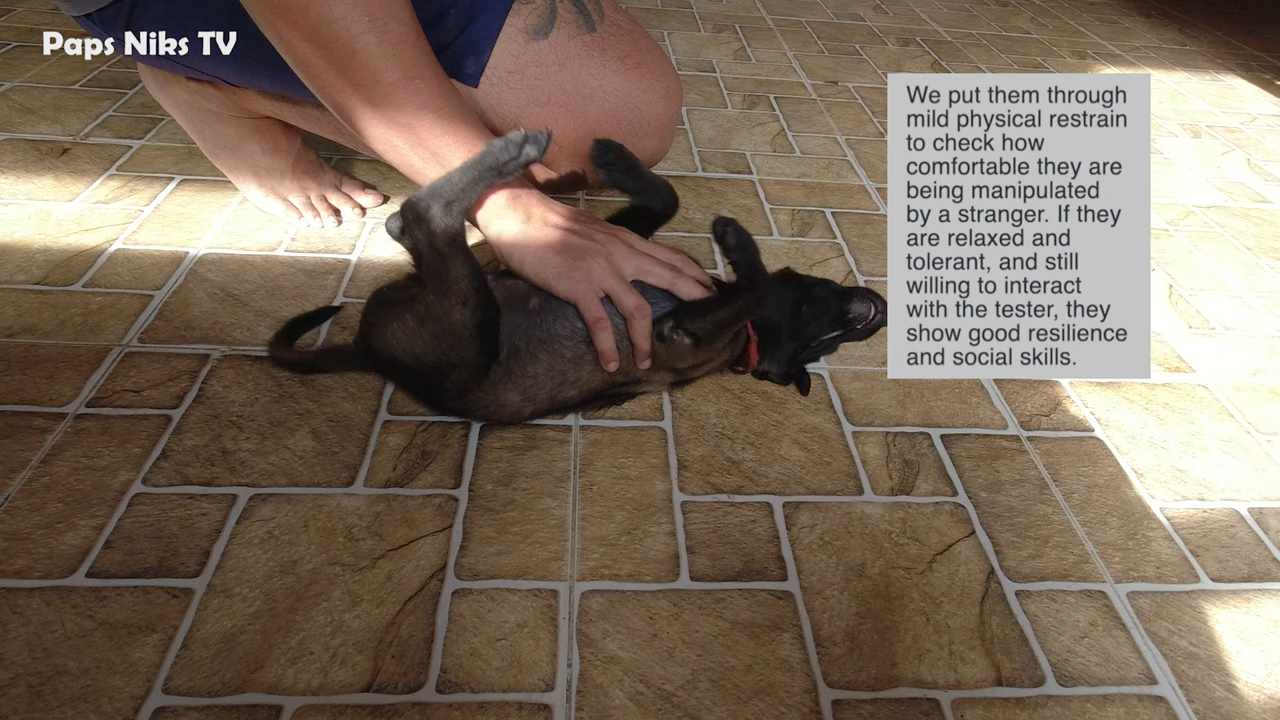 Paps Niks TV
We put them through
mild physical restrain
to check how
comfortable they are
being manipulated
by a stranger. If they
are relaxed and
tolerant, and still
willing to interact
with the tester, they
show good resilience
and social skills.